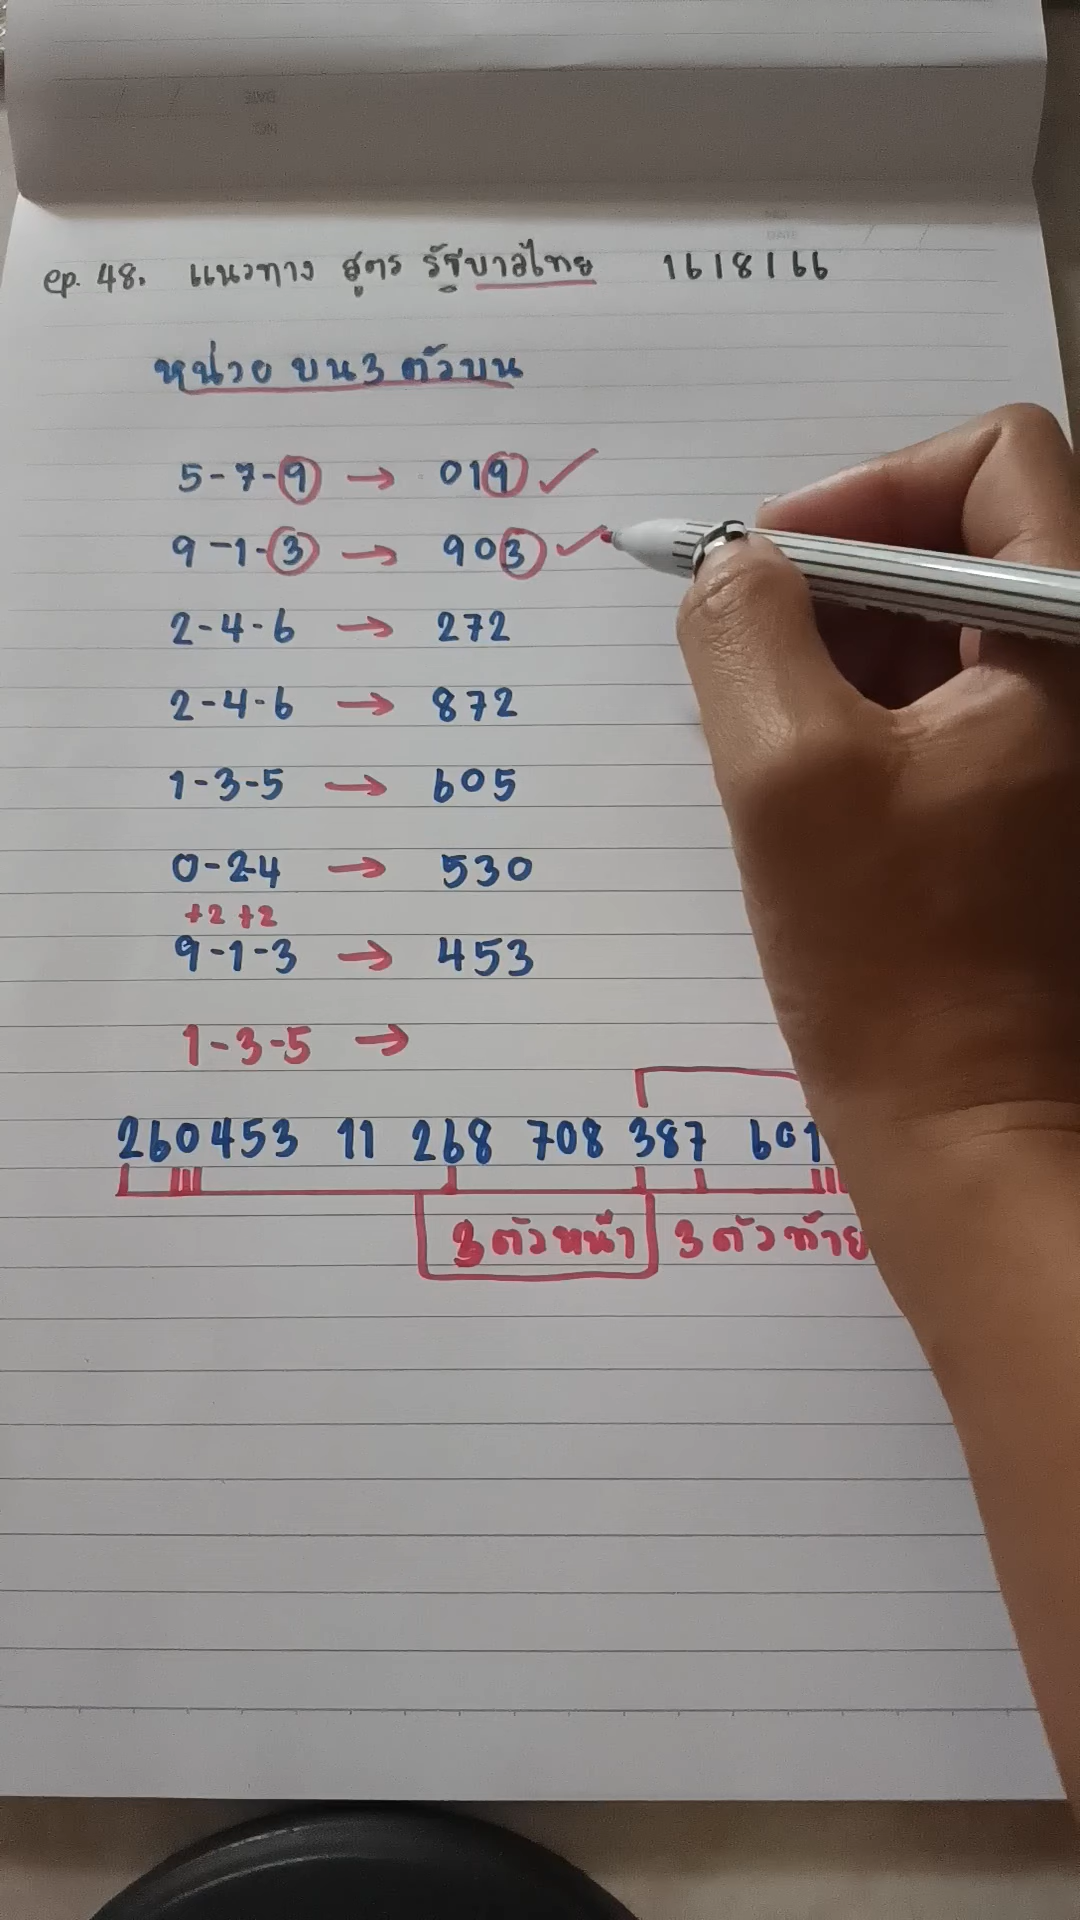 ep. 48. แนวทาง สูตร รัฐบาลไทย 16/8/66
หน่วย บน 3 ตัวบน
5-7-9 → 019 ✓
9-1-3 → 903 ✓
2-4-6 → 272
2-4-6 → 872
1-3-5 → 605
0-2-4 → 530
+2 +2
9-1-3 → 453
1-3-5 →
260453 11 268 708 387 601
3 ตัวหน้า 3 ตัวท้าย